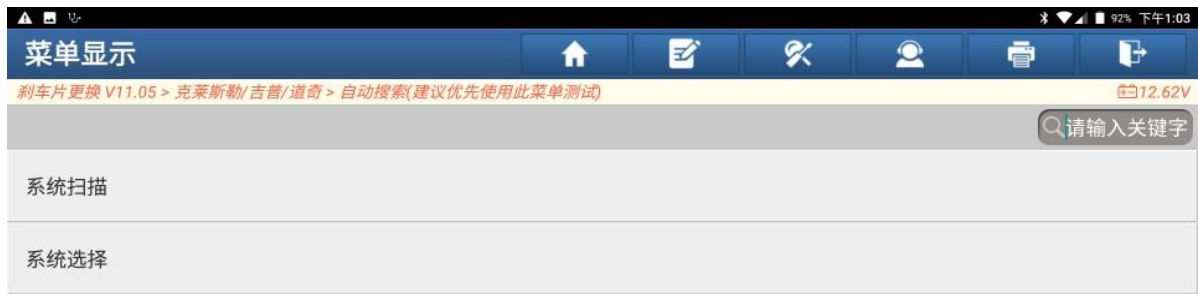 92% 下午1:03
菜单显示
刹车片更换 V11.05 > 克莱斯勒/吉普/道奇 > 自动搜索(建议优先使用此菜单测试) 12.62V
请输入关键字
系统扫描
系统选择